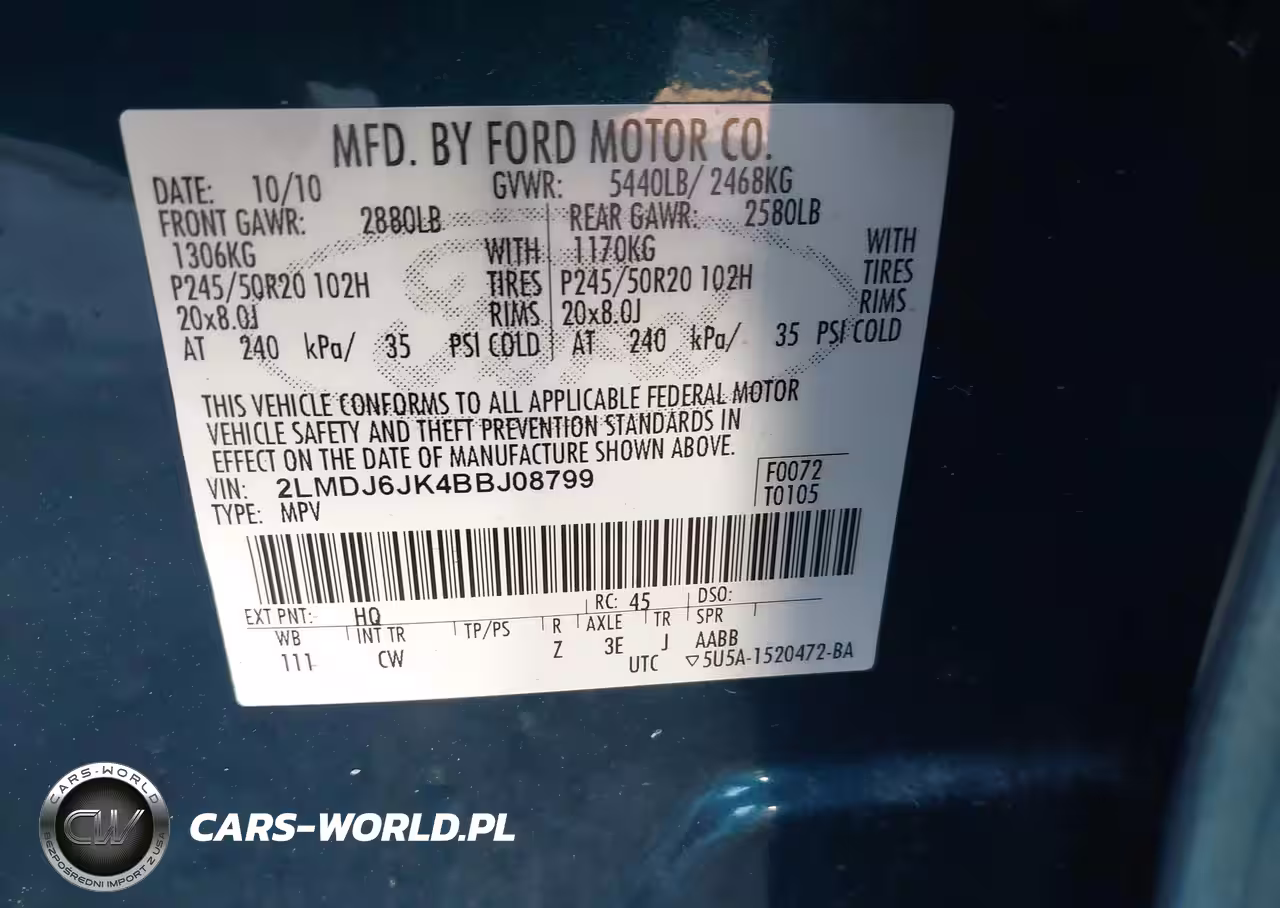 MFD. BY FORD MOTOR CO.
DATE: 10/10 GVWR: 5440LB/ 2468KG
FRONT GAWR: 2880LB REAR GAWR: 2580LB
1306KG WITH 1170KG WITH
P245/50R20 102H TIRES P245/50R20 102H TIRES
20x8.0J RIMS 20x8.0J RIMS
AT 240 kPa/ 35 PSI COLD AT 240 kPa/ 35 PSI COLD
THIS VEHICLE CONFORMS TO ALL APPLICABLE FEDERAL MOTOR
VEHICLE SAFETY AND THEFT PREVENTION STANDARDS IN
EFFECT ON THE DATE OF MANUFACTURE SHOWN ABOVE.
VIN: 2LMDJ6JK4BBJ08799 F0072
TYPE: MPV T0105
EXT PNT: HQ RC: 45 DSO:
WB INT TR TP/PS R AXLE TR SPR
111 CW Z 3E J AABB
UTC ▽5U5A-1520472-BA
CARS-WORLD
CW
BEZPOŚREDNI IMPORT Z USA
CARS-WORLD.PL